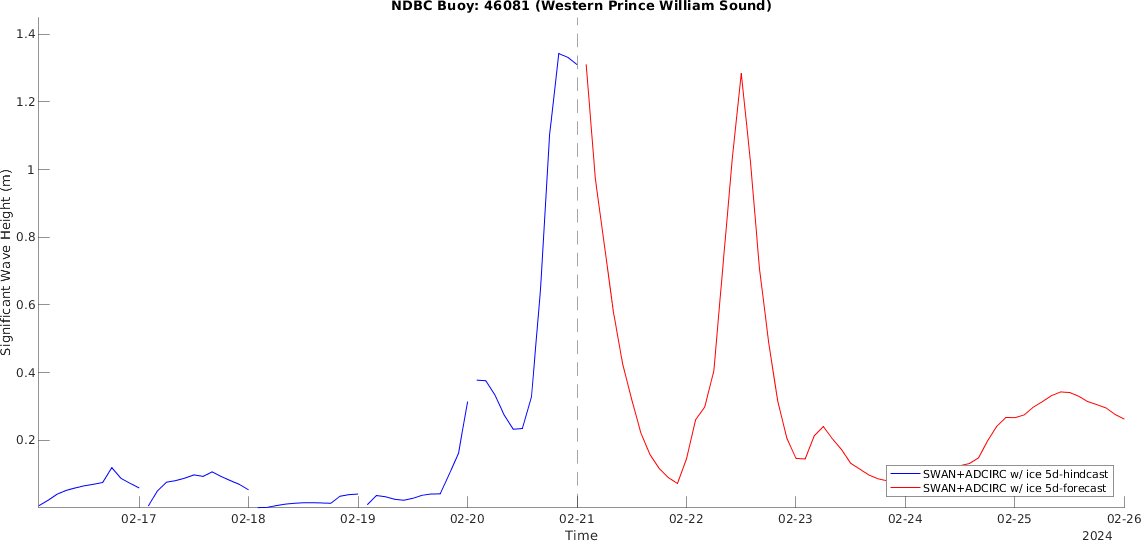 NDBC Buoy: 46081 (Western Prince William Sound)
1.4
1.2
1
0.8
0.6
0.4
0.2
Significant Wave Height (m)
SWAN+ADCIRC w/ ice 5d-hindcast
SWAN+ADCIRC w/ ice 5d-forecast
02-17 02-18 02-19 02-20 02-21 02-22 02-23 02-24 02-25 02-26
Time
2024